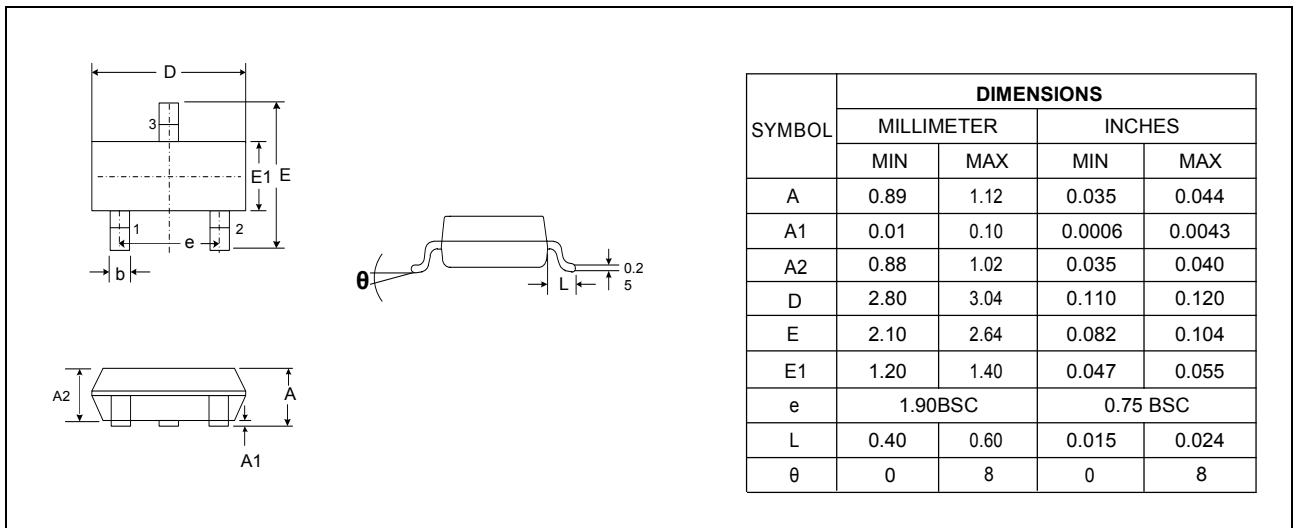 D
3
E1 E
1 2
e
b
θ
L
0.2
5
A2
A
A1
DIMENSIONS
SYMBOL MILLIMETER INCHES
MIN MAX MIN MAX
A 0.89 1.12 0.035 0.044
A1 0.01 0.10 0.0006 0.0043
A2 0.88 1.02 0.035 0.040
D 2.80 3.04 0.110 0.120
E 2.10 2.64 0.082 0.104
E1 1.20 1.40 0.047 0.055
e 1.90BSC 0.75 BSC
L 0.40 0.60 0.015 0.024
θ 0 8 0 8